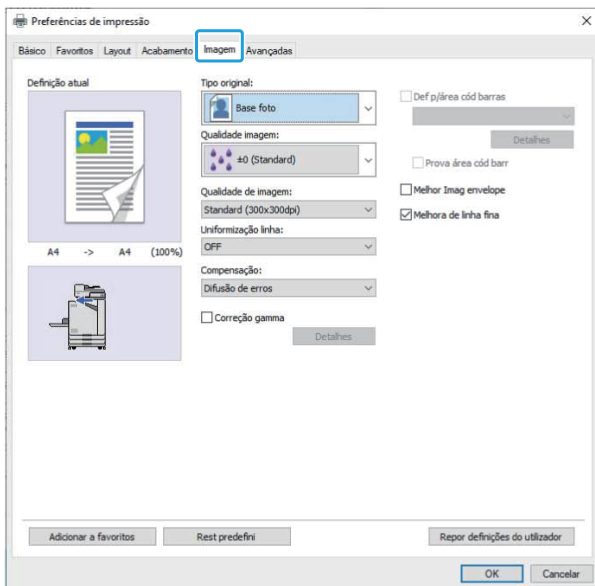 Preferências de impressão
Básico Favoritos Layout Acabamento Imagem Avançadas
Definição atual
A4 -> A4 (100%)
Tipo original:
Base foto
Qualidade imagem:
±0 (Standard)
Qualidade de imagem:
Standard (300x300dpi)
Uniformização linha:
OFF
Compensação:
Difusão de erros
Correção gamma
Detalhes
Def p/área cód barras
Detalhes
Prova área cód barr
Melhor Imag envelope
Melhora de linha fina
Adicionar a favoritos Rest predefini Repor definições do utilizador
OK Cancelar